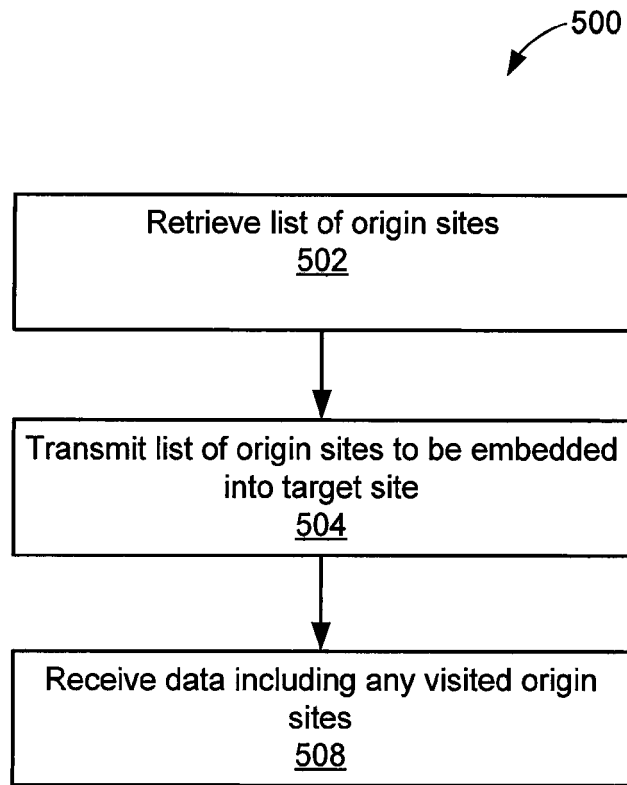 500
Retrieve list of origin sites
502
Transmit list of origin sites to be embedded
into target site
504
Receive data including any visited origin
sites
508